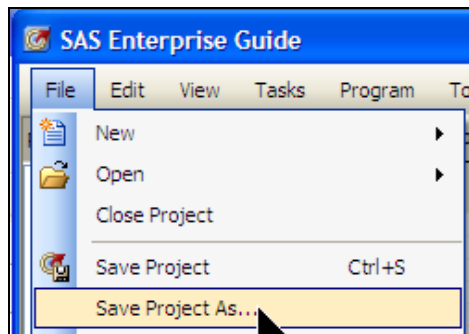 SAS Enterprise Guide
File Edit View Tasks Program
New
Open
Close Project
Save Project Ctrl+S
Save Project As...